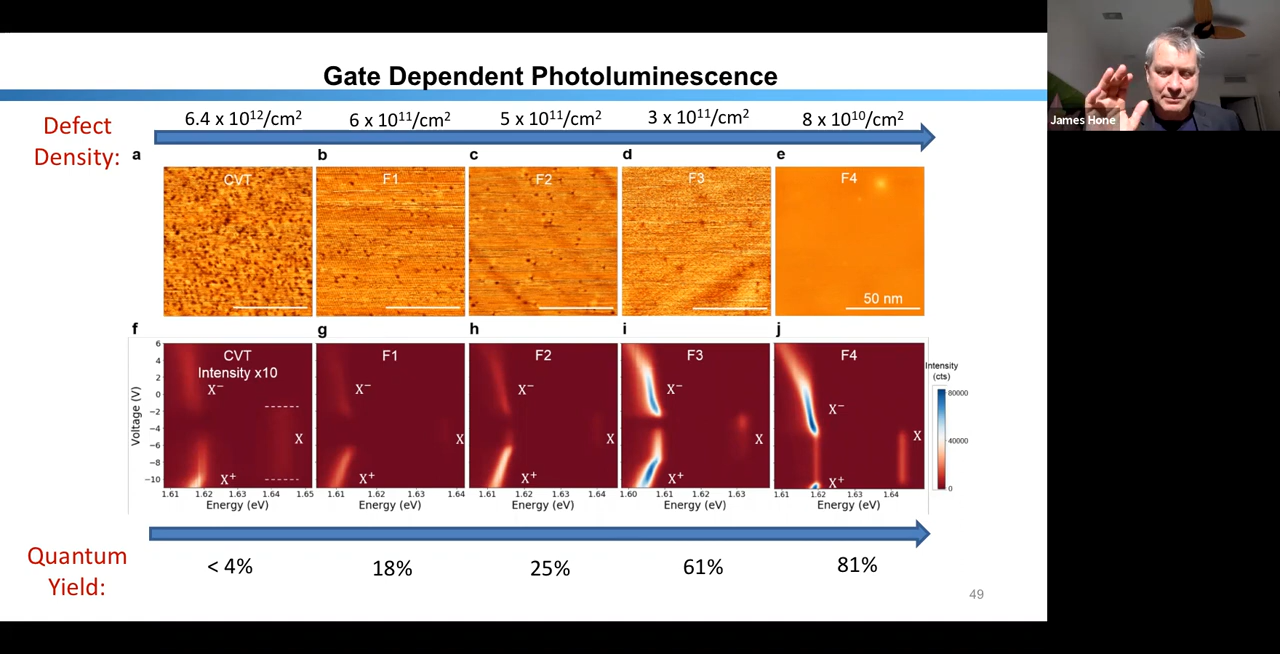 Gate Dependent Photoluminescence
James Hone
Defect
Density:
6.4 x 10¹²/cm² 6 x 10¹¹/cm² 5 x 10¹¹/cm² 3 x 10¹¹/cm² 8 x 10¹⁰/cm²
a b c d e
CVT F1 F2 F3 F4
50 nm
f g h i j
CVT F1 F2 F3 F4
Intensity x10
X⁻ X⁻ X⁻ X⁻ X⁻
X X X X X
X⁺ X⁺ X⁺ X⁺ X⁺
Voltage (V)
6
4
2
0
−2
−4
−6
−8
−10
1.61 1.62 1.63 1.64 1.65 1.61 1.62 1.63 1.64 1.61 1.62 1.63 1.64 1.60 1.61 1.62 1.63 1.61 1.62 1.63 1.64
Energy (eV) Energy (eV) Energy (eV) Energy (eV) Energy (eV)
Intensity
(cts)
80000
40000
0
Quantum
Yield:
< 4% 18% 25% 61% 81%
49